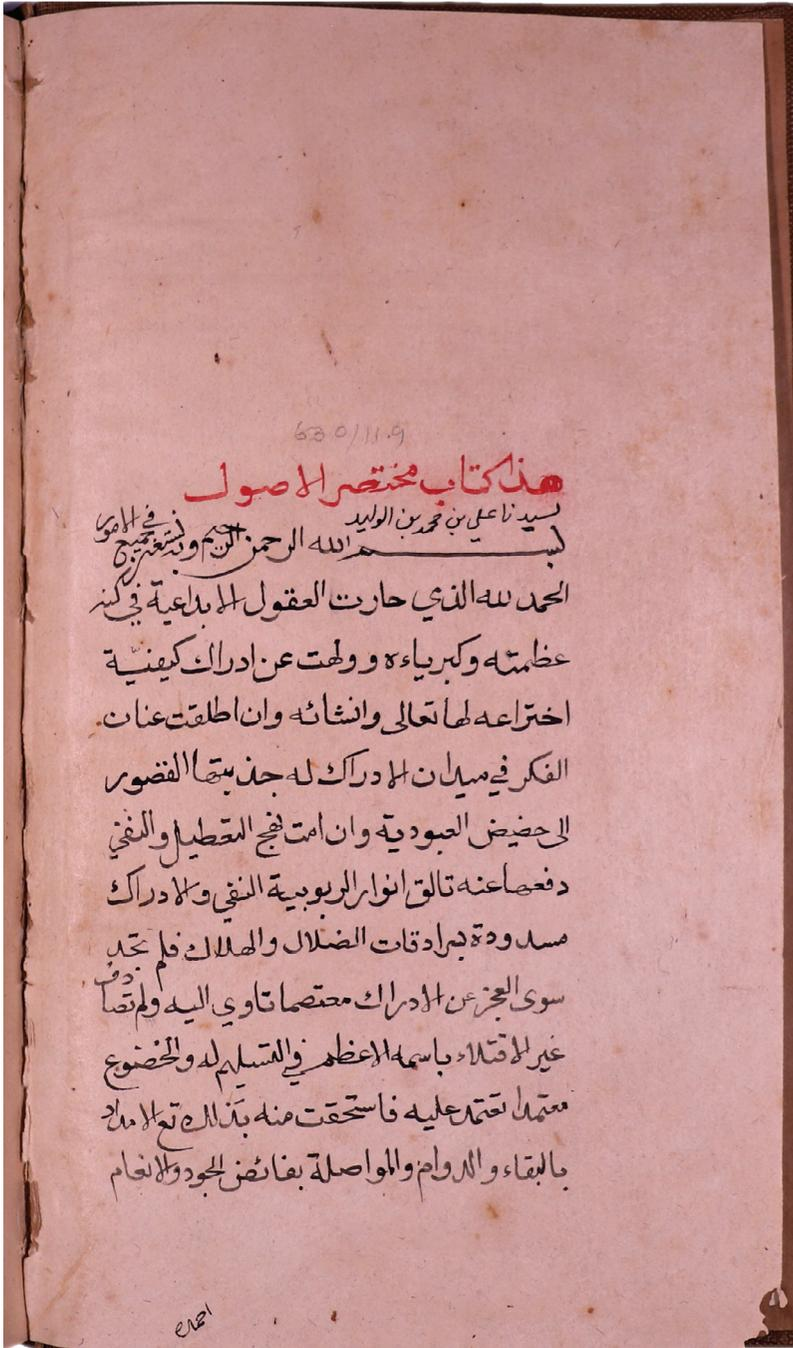 630/11.9
هذا كتاب مختصر الاصول
لسيدنا علي بن محمد بن الوليد
بسم الله الرحمن الرحيم وبه نستعين في جميع الامور
الحمد لله الذي حارت العقول الابداعية في كنه
عظمته وكبرياءه وولهت عن ادراك كيفيّة
اختراعه لها تعالى وانشائه وان اطلقت عنان
الفكر في ميدان الادراك له جذبتها القصور
الى حضيض العبودية وان امت نهج التعطيل والنفي
دفعها عنه تالق انوار الربوبية النفي والادراك
مسدودة بسرادقات الضلال والهلاك فلم تجد
سوى العجز عن الادراك معتصما تاوي اليه ولم تصادف
غير الاقتداء باسمه الاعظم في التسليم له والخضوع
معتمدا تعتمد عليه فاستحقت منه بذلك الامداد
بالبقاء والدوام والمواصلة بفائض الجود والانعام